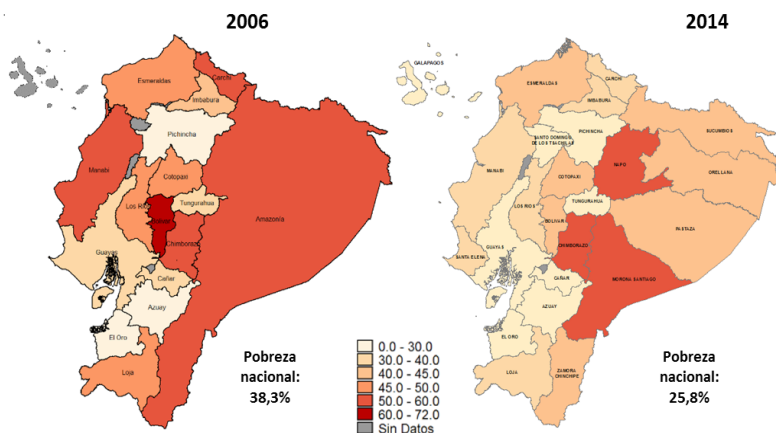 2006
Esmeraldas
Carchi
Imbabura
Pichincha
Manabi
Cotopaxi
Tungurahua
Los Rios
Bolivar
Amazonía
Chimborazo
Guayas
Cañar
Azuay
El Oro
Loja
Pobreza
nacional:
38,3%
0.0 - 30.0
30.0 - 40.0
40.0 - 45.0
45.0 - 50.0
50.0 - 60.0
60.0 - 72.0
Sin Datos
2014
GALAPAGOS
ESMERALDAS
CARCHI
IMBABURA
PICHINCHA
SANTO DOMINGO
DE LOS TSACHILAS
SUCUMBIOS
NAPO
MANABI
COTOPAXI
ORELLANA
TUNGURAHUA
LOS RIOS
BOLIVAR
PASTAZA
GUAYAS
CHIMBORAZO
SANTA ELENA
MORONA SANTIAGO
CAÑAR
AZUAY
EL ORO
LOJA
ZAMORA
CHINCHIPE
Pobreza
nacional:
25,8%